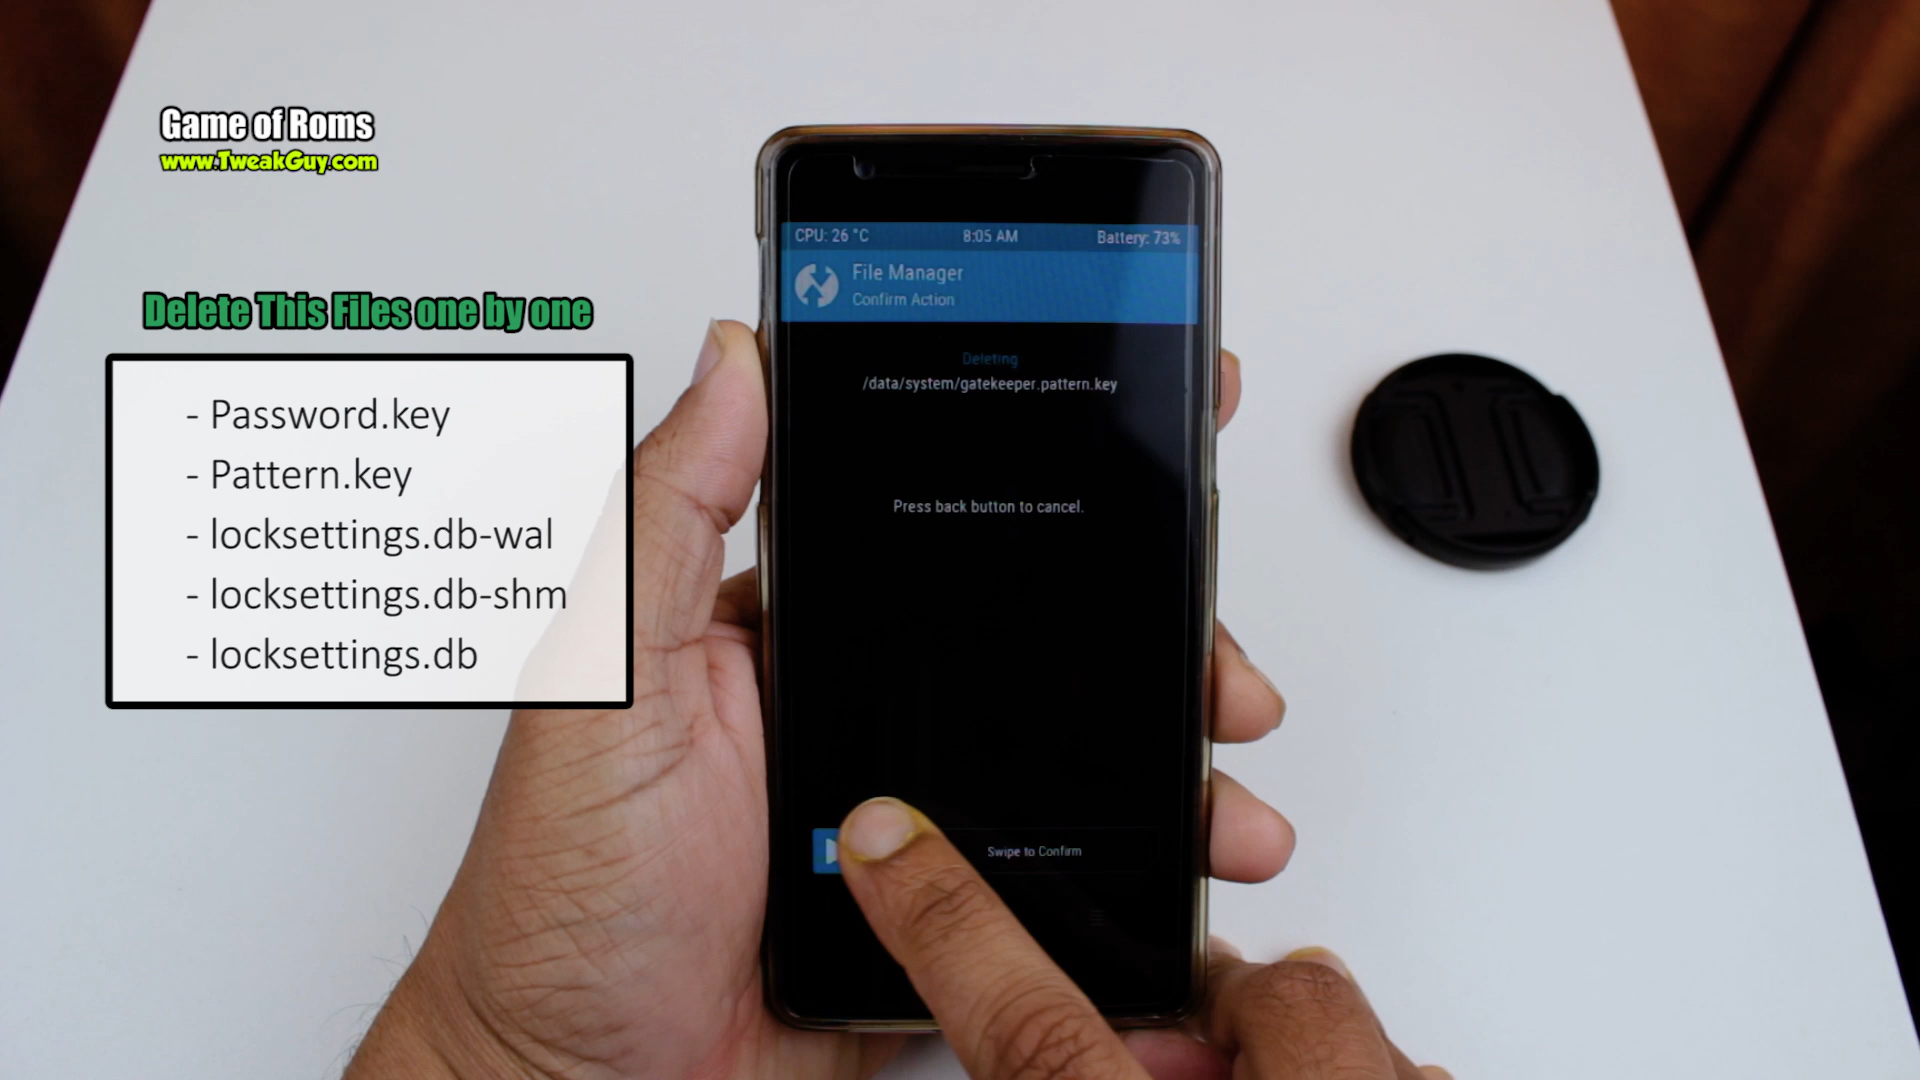 Game of Roms
www.TweakGuy.com
Delete This Files one by one
- Password.key
- Pattern.key
- locksettings.db-wal
- locksettings.db-shm
- locksettings.db
CPU: 26 °C 8:05 AM Battery: 73%
File Manager
Confirm Action
Deleting
/data/system/gatekeeper.pattern.key
Press back button to cancel.
Swipe to Confirm